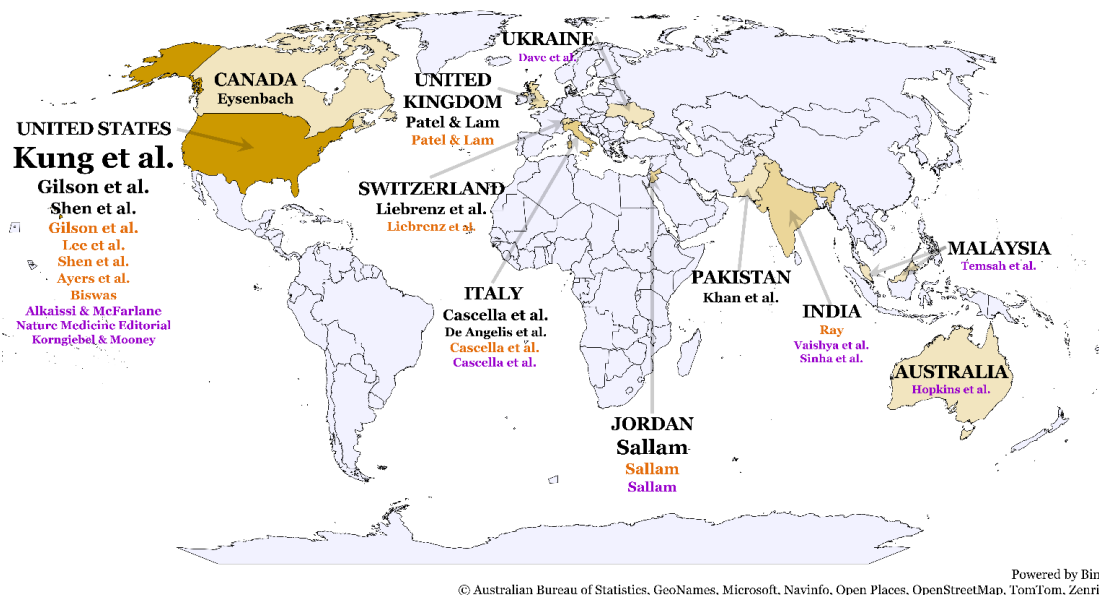 UKRAINE
Dave et al.
CANADA
Eysenbach
UNITED
KINGDOM
Patel & Lam
Patel & Lam
UNITED STATES
Kung et al.
Gilson et al.
Shen et al.
Gilson et al.
Lee et al.
Shen et al.
Ayers et al.
Biswas
Alkaissi & McFarlane
Nature Medicine Editorial
Korngiebel & Mooney
SWITZERLAND
Liebrenz et al.
Liebrenz et al.
ITALY
Cascella et al.
De Angelis et al.
Cascella et al.
Cascella et al.
JORDAN
Sallam
Sallam
Sallam
PAKISTAN
Khan et al.
INDIA
Ray
Vaishya et al.
Sinha et al.
MALAYSIA
Temsah et al.
AUSTRALIA
Hopkins et al.
Powered by Bin
© Australian Bureau of Statistics, GeoNames, Microsoft, Navinfo, Open Places, OpenStreetMap, TomTom, Zenri